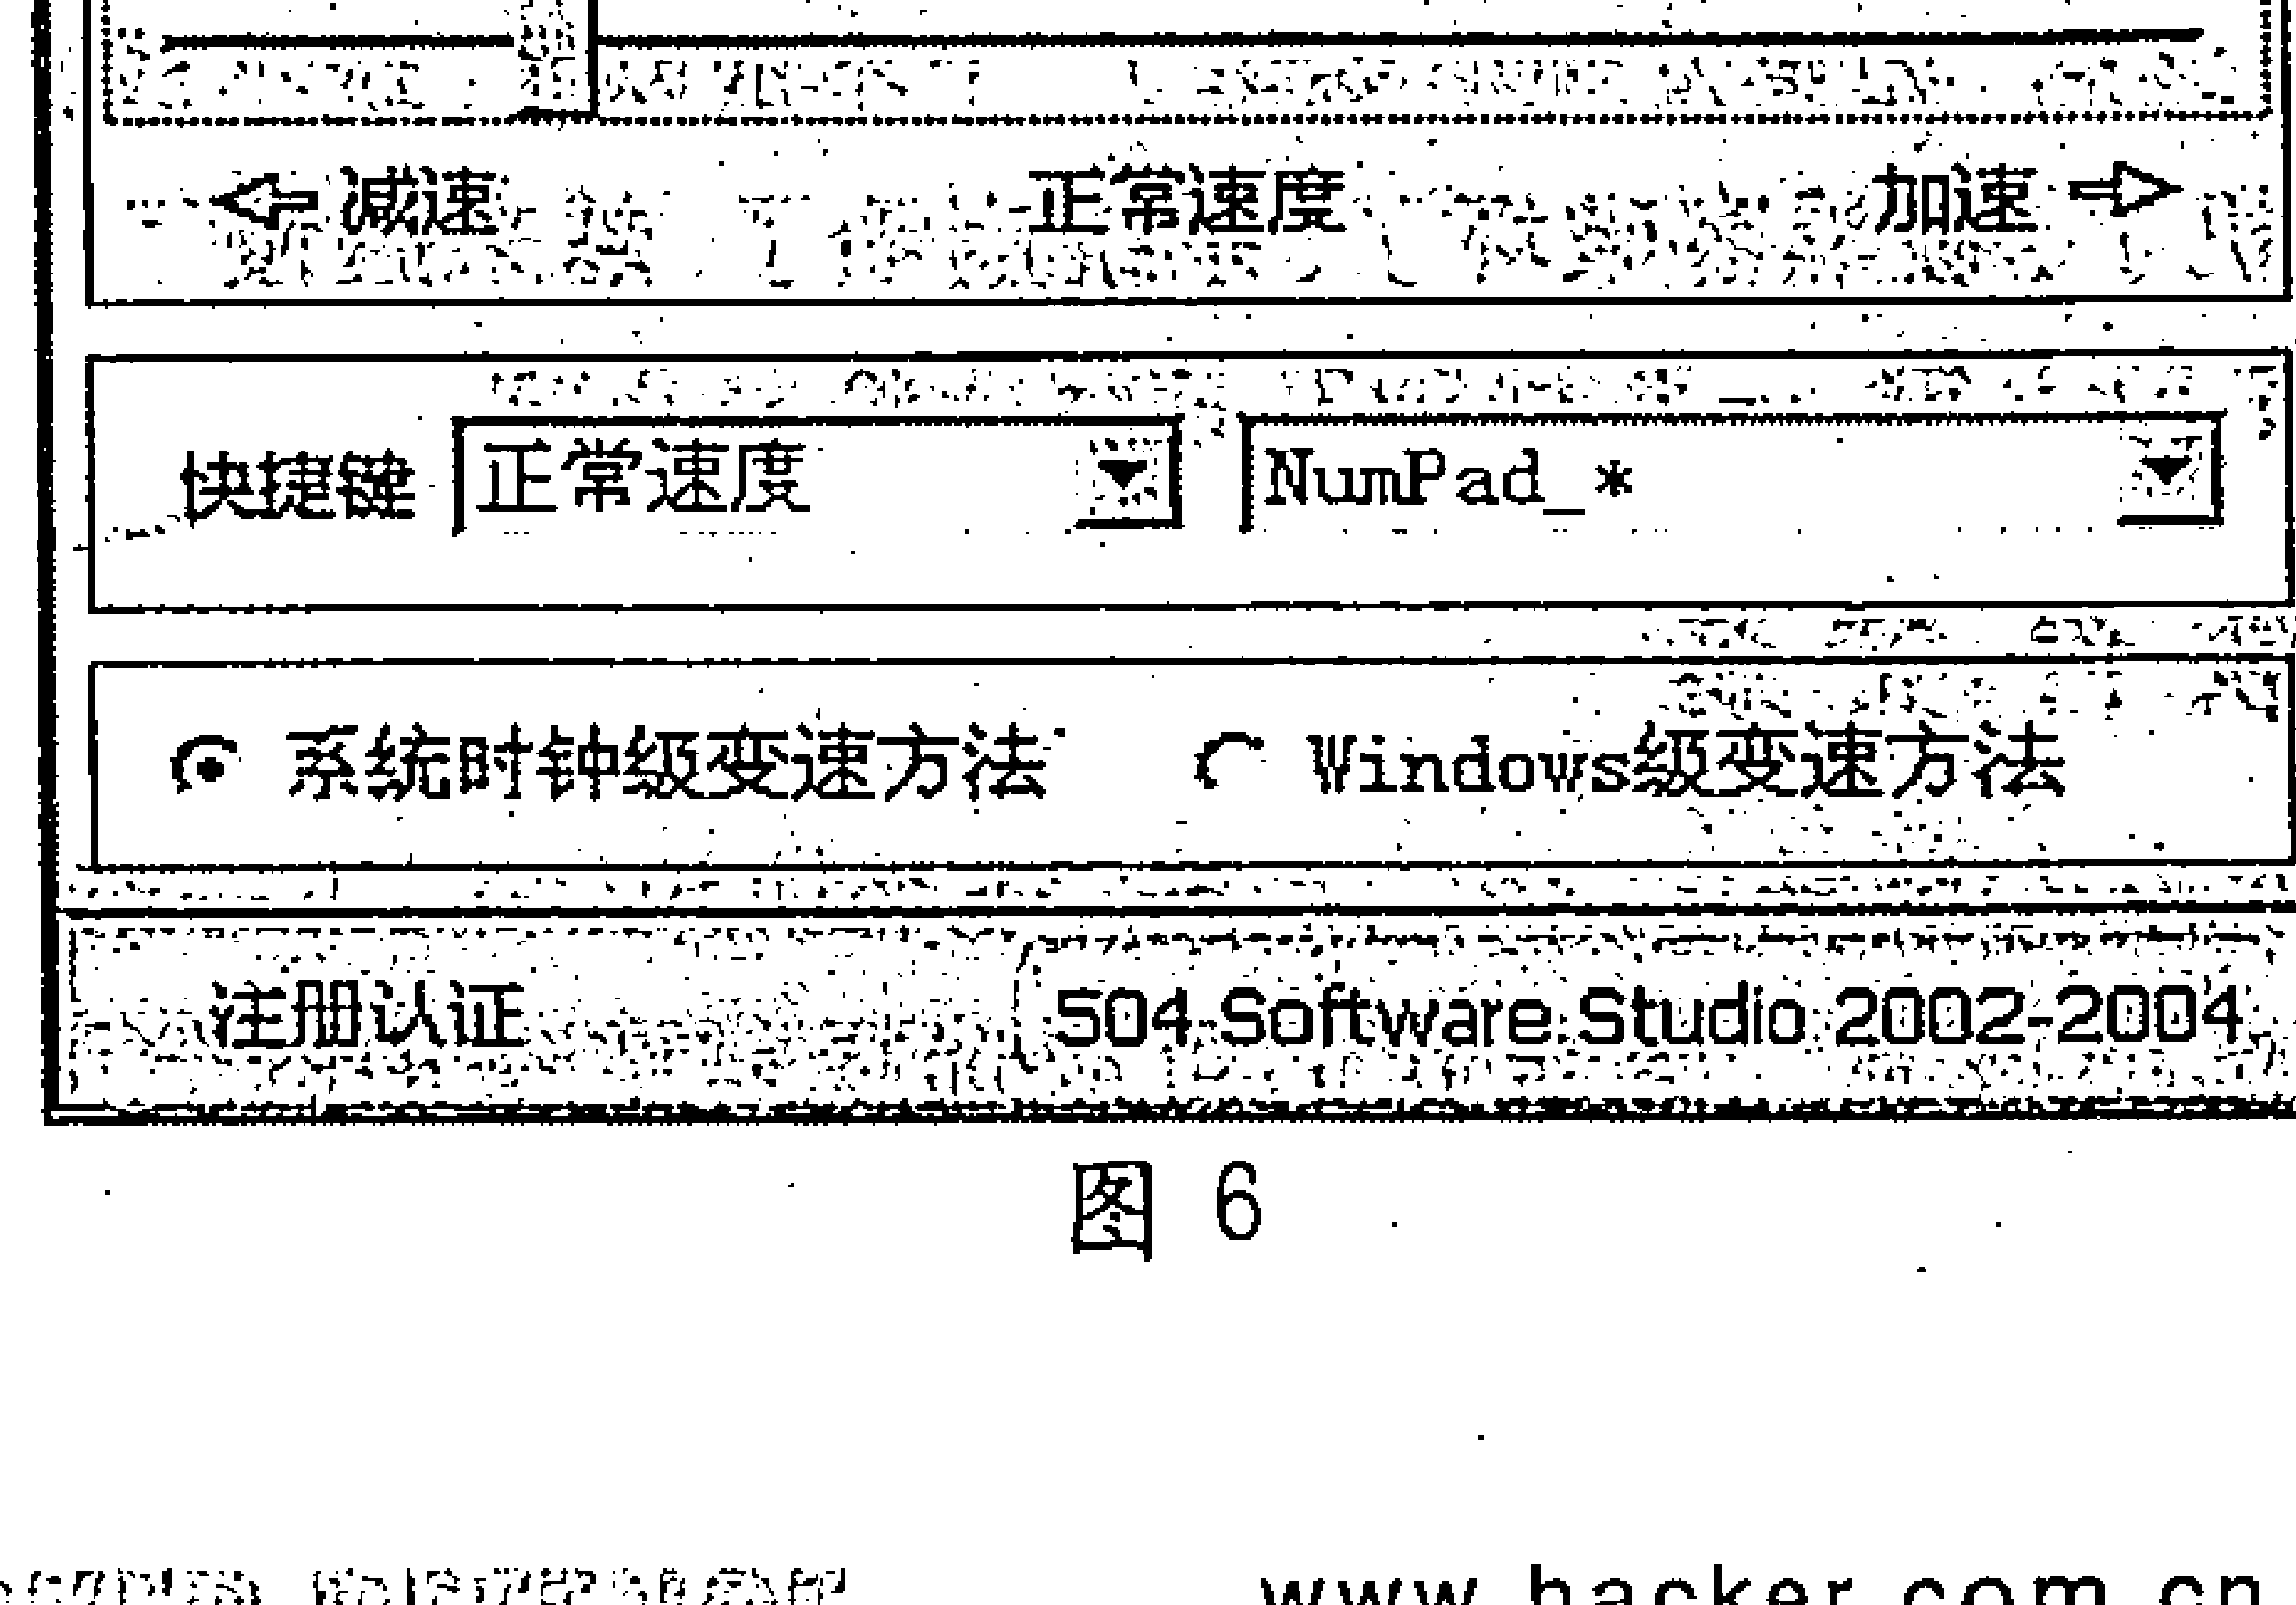 ⇦ 减速 正常速度 加速 ⇨
快捷键 正常速度 NumPad_*
系统时钟级变速方法 Windows级变速方法
注册认证 504 Software Studio 2002-2004
图 6
www.hacker.com.cn